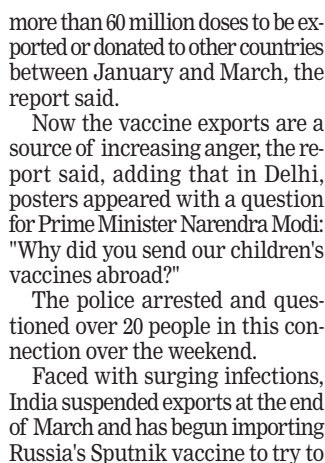 more than 60 million doses to be ex-
ported or donated to other countries
between January and March, the
report said.
Now the vaccine exports are a
source of increasing anger, the re-
port said, adding that in Delhi,
posters appeared with a question
for Prime Minister Narendra Modi:
"Why did you send our children's
vaccines abroad?"
The police arrested and ques-
tioned over 20 people in this con-
nection over the weekend.
Faced with surging infections,
India suspended exports at the end
of March and has begun importing
Russia's Sputnik vaccine to try to